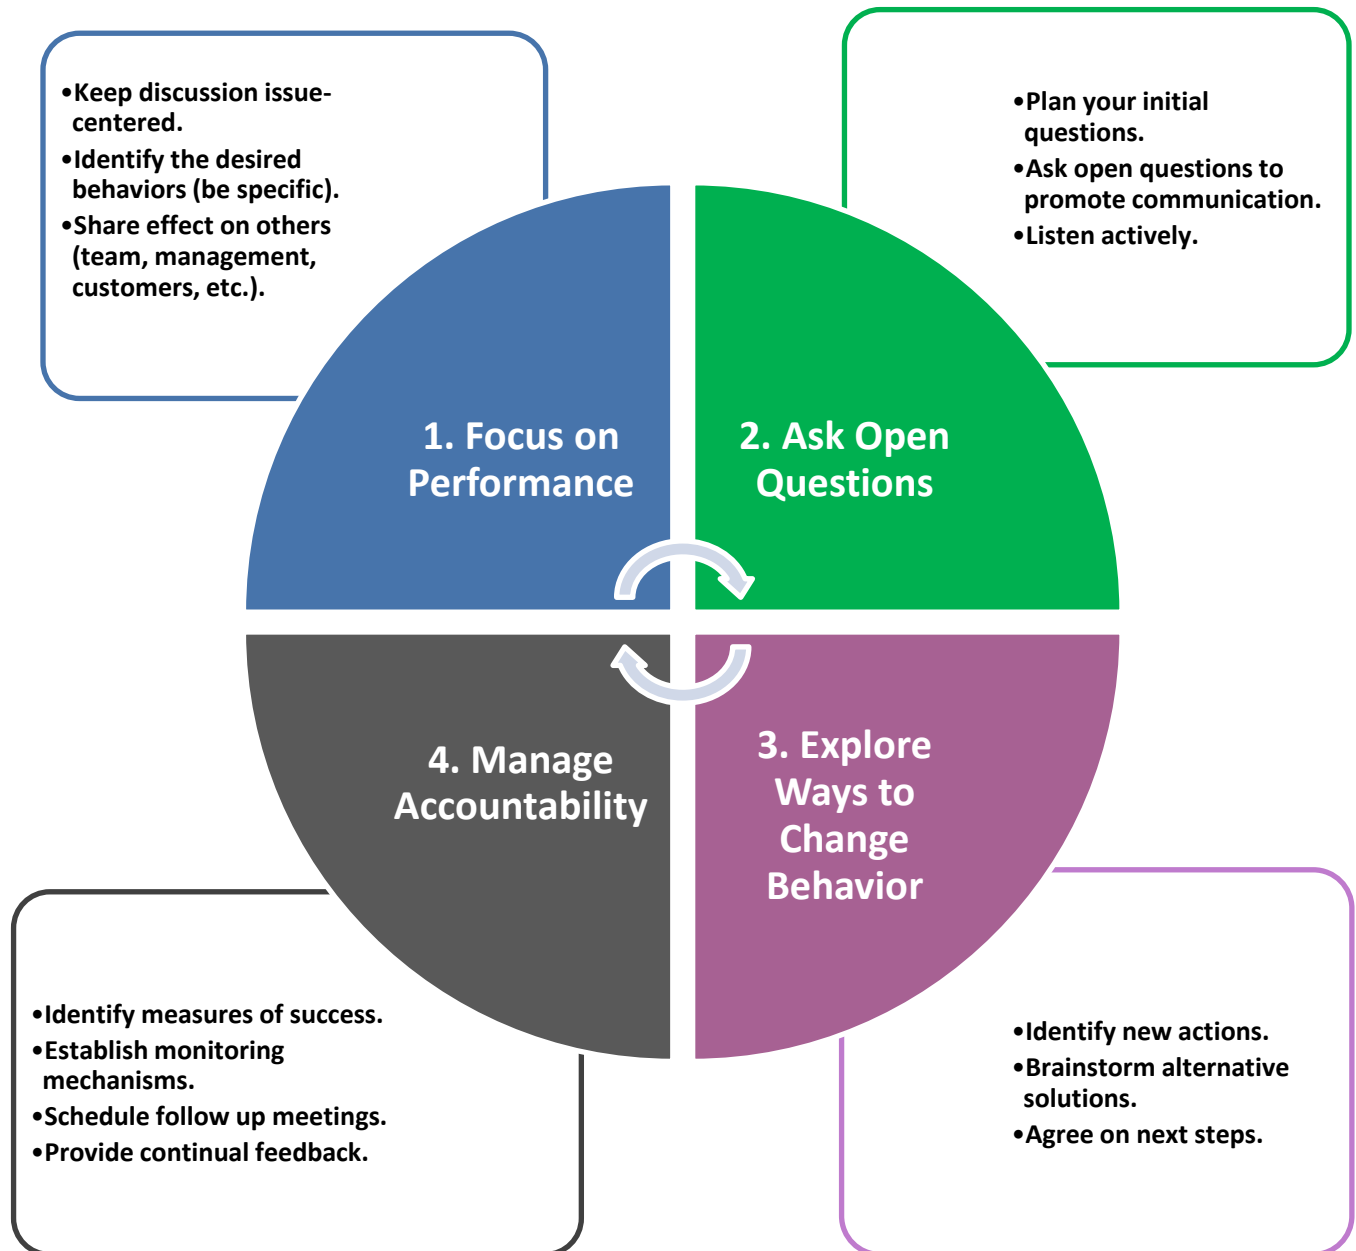 •Keep discussion issue-
centered.
•Identify the desired
behaviors (be specific).
•Share effect on others
(team, management,
customers, etc.).
•Plan your initial
questions.
•Ask open questions to
promote communication.
•Listen actively.
1. Focus on
Performance
2. Ask Open
Questions
4. Manage
Accountability
3. Explore
Ways to
Change
Behavior
•Identify measures of success.
•Establish monitoring
mechanisms.
•Schedule follow up meetings.
•Provide continual feedback.
•Identify new actions.
•Brainstorm alternative
solutions.
•Agree on next steps.